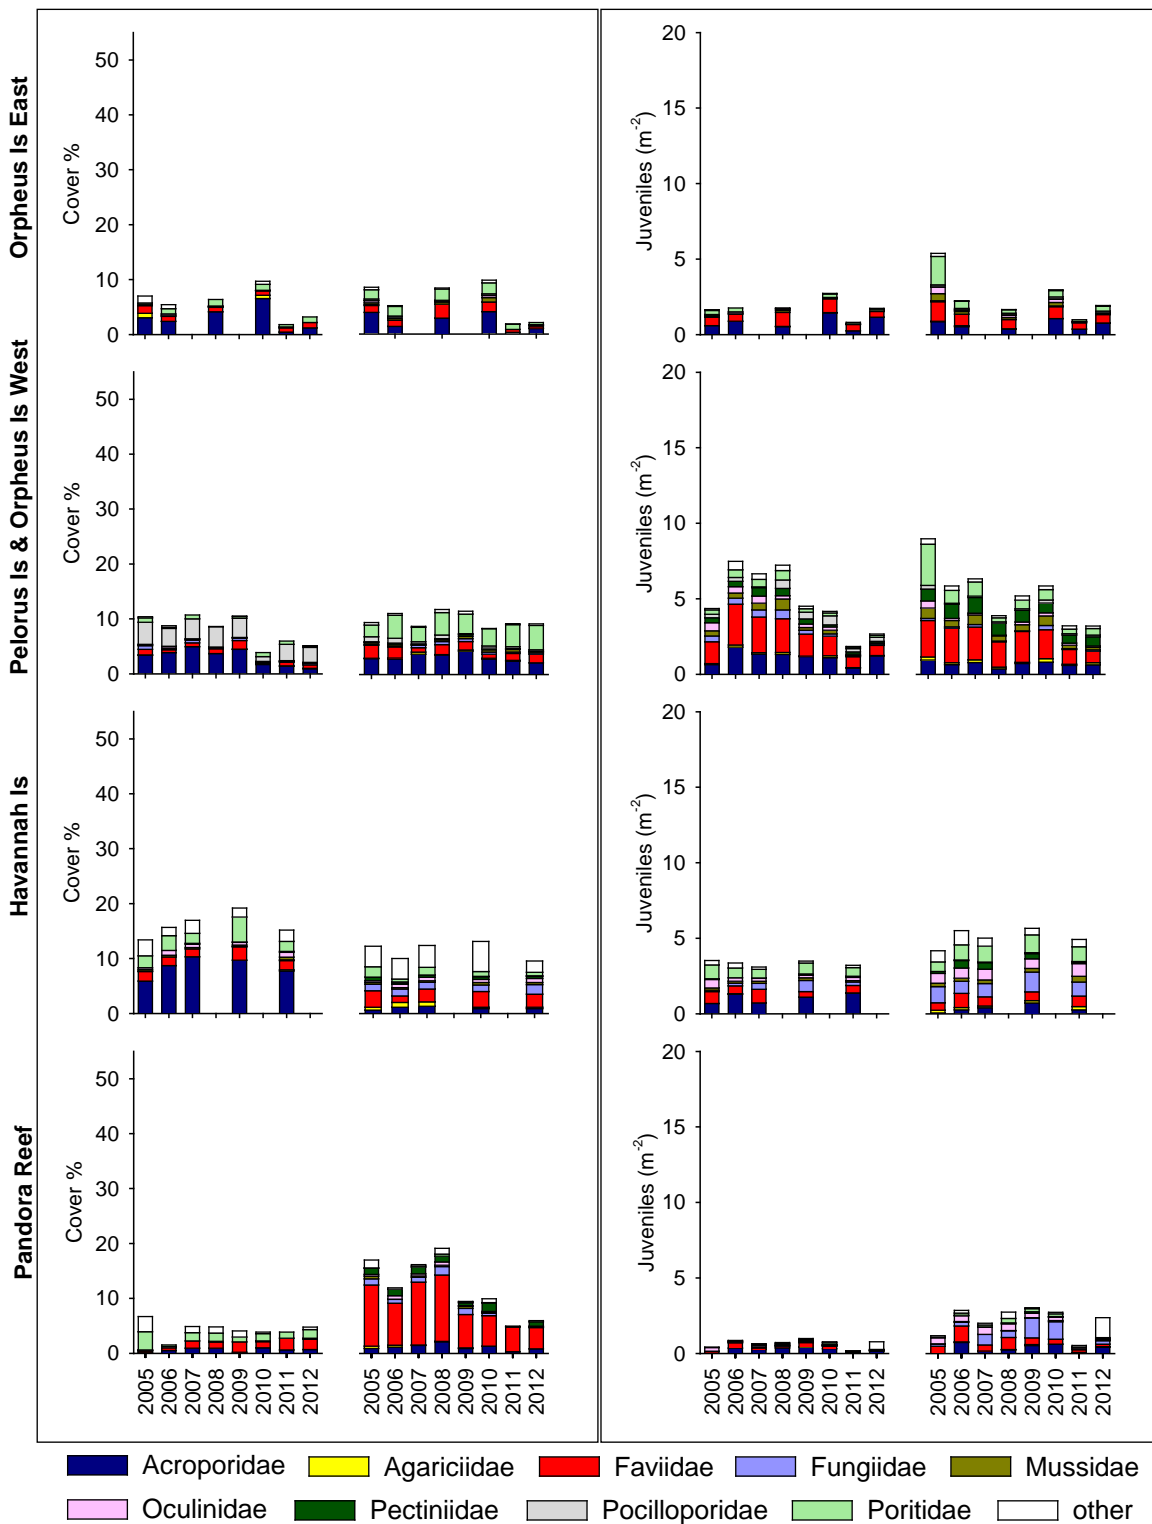 Orpheus Is East
Cover %
50
40
30
20
10
0
Juveniles (m-2)
20
15
10
5
0
Pelorus Is & Orpheus Is West
Cover %
50
40
30
20
10
0
Juveniles (m-2)
20
15
10
5
0
Havannah Is
Cover %
50
40
30
20
10
0
Juveniles (m-2)
20
15
10
5
0
Pandora Reef
Cover %
50
40
30
20
10
0
Juveniles (m-2)
20
15
10
5
0
2005 2006 2007 2008 2009 2010 2011 2012
2005 2006 2007 2008 2009 2010 2011 2012
2005 2006 2007 2008 2009 2010 2011 2012
2005 2006 2007 2008 2009 2010 2011 2012
Acroporidae Agariciidae Faviidae Fungiidae Mussidae
Oculinidae Pectiniidae Pocilloporidae Poritidae other